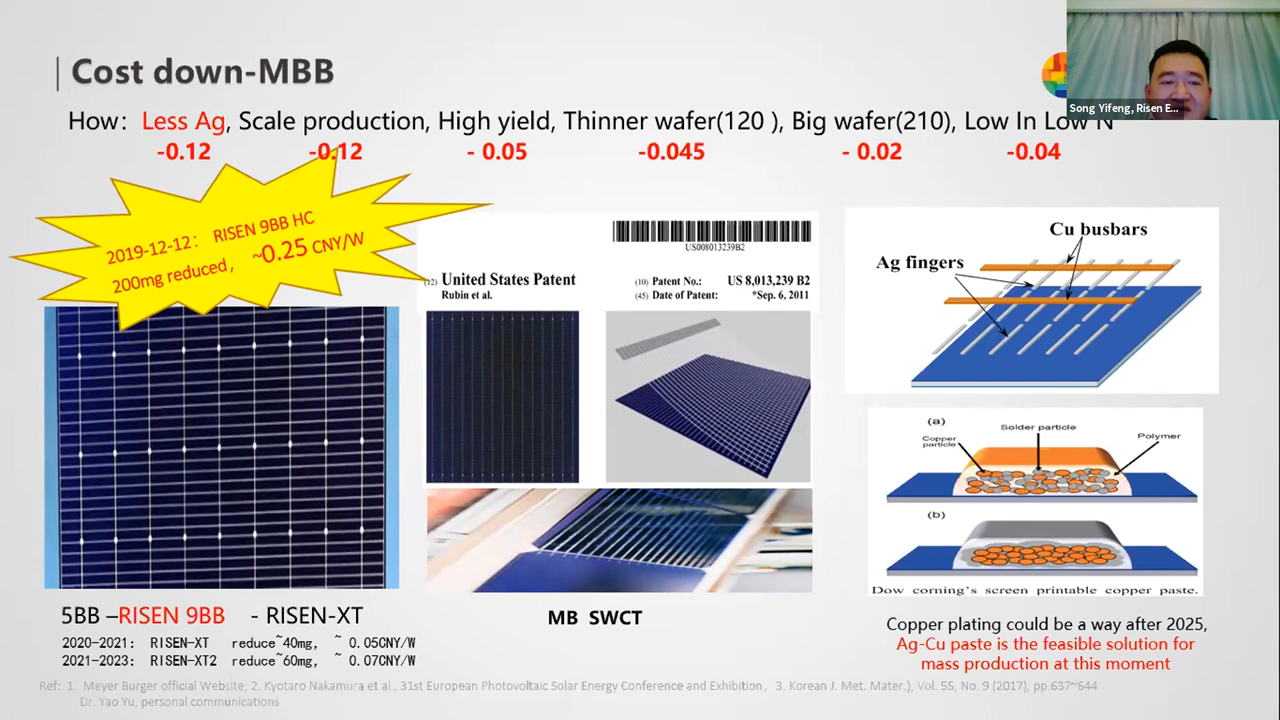 Cost down-MBB
Song Yifeng, Risen E...
How: Less Ag, Scale production, High yield, Thinner wafer(120 ), Big wafer(210), Low In Low N
-0.12 -0.12 - 0.05 -0.045 - 0.02 -0.04
2019-12-12: RISEN 9BB HC
200mg reduced, ~0.25 CNY/W
US008013239B2
(12) United States Patent
Rubin et al.
(10) Patent No.: US 8,013,239 B2
(45) Date of Patent: *Sep. 6, 2011
Cu busbars
Ag fingers
(a)
Solder particle
Copper
particle
Polymer
(b)
Dow corning's screen printable copper paste.
5BB –RISEN 9BB - RISEN-XT
2020-2021: RISEN-XT reduce~40mg, ~ 0.05CNY/W
2021-2023: RISEN-XT2 reduce~60mg, ~ 0.07CNY/W
MB SWCT
Copper plating could be a way after 2025,
Ag-Cu paste is the feasible solution for
mass production at this moment
Ref: 1. Meyer Burger official Website; 2. Kyotaro Nakamura et al., 31st European Photovoltaic Solar Energy Conference and Exhibition, 3. Korean J. Met. Mater.), Vol. 55, No. 9 (2017), pp.637~644
Dr. Yao Yu, personal communications